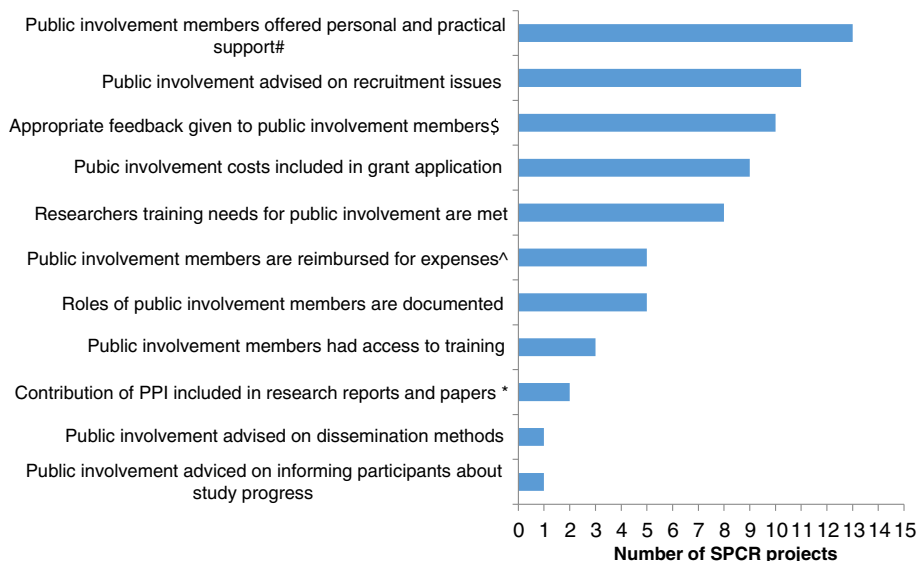 Public involvement members offered personal and practical
support#
Public involvement advised on recruitment issues
Appropriate feedback given to public involvement members$
Pubic involvement costs included in grant application
Researchers training needs for public involvement are met
Public involvement members are reimbursed for expenses^
Roles of public involvement members are documented
Public involvement members had access to training
Contribution of PPI included in research reports and papers *
Public involvement advised on dissemination methods
Public involvement adviced on informing participants about
study progress
0 1 2 3 4 5 6 7 8 9 10 11 12 13 14 15
Number of SPCR projects